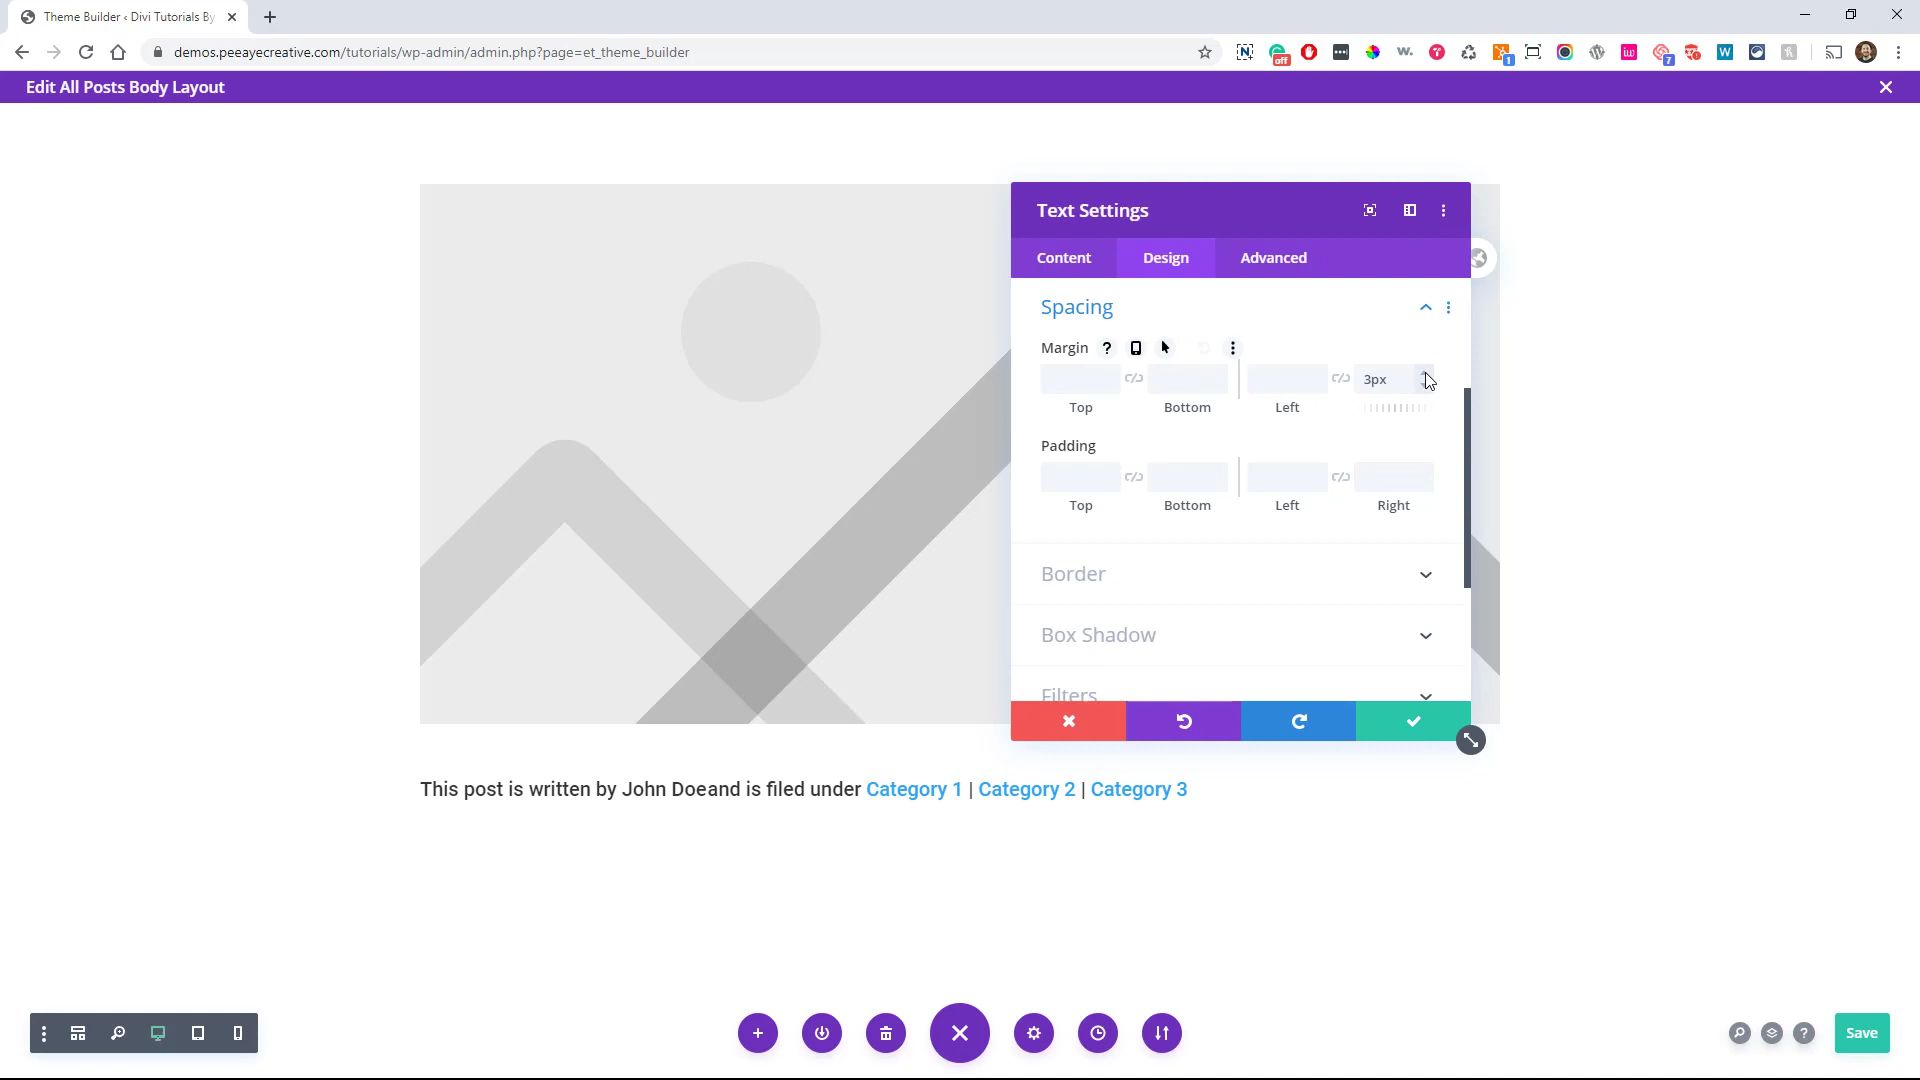 Theme Builder ‹ Divi Tutorials By
demos.peeayecreative.com/tutorials/wp-admin/admin.php?page=et_theme_builder
off
1
7
Edit All Posts Body Layout
Text Settings
Content Design Advanced
Spacing
Margin ?
3px
Top Bottom Left
Padding
Top Bottom Left Right
Border
Box Shadow
Filters
This post is written by John Doeand is filed under Category 1 | Category 2 | Category 3
?
Save